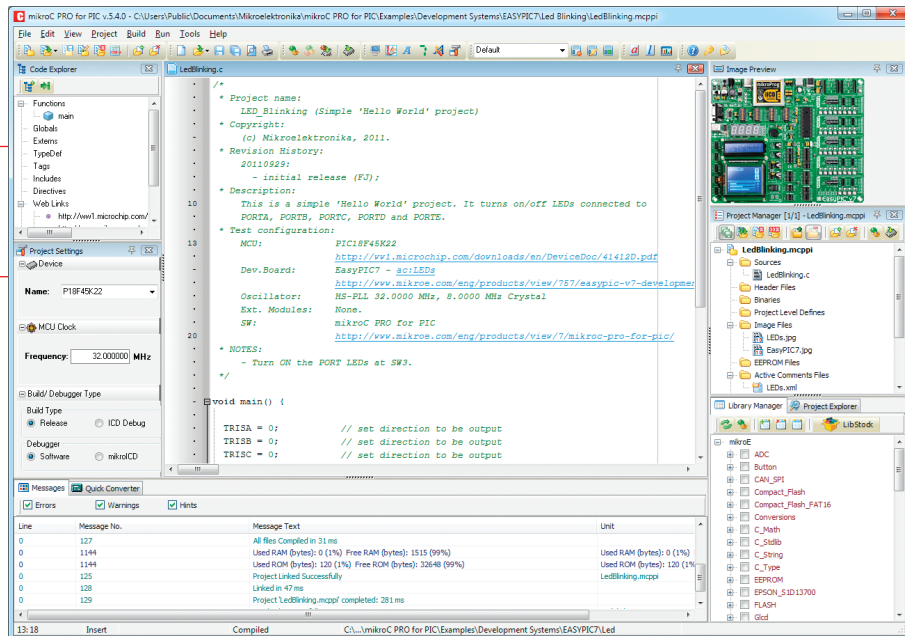 mikroC PRO for PIC v.5.4.0 - C:\Users\Public\Documents\Mikroelektronika\mikroC PRO for PIC\Examples\Development Systems\EASYPIC7\Led Blinking\LedBlinking.mcppi
File Edit View Project Build Run Tools Help
Default
Code Explorer
Functions
main
Globals
Externs
TypeDef
Tags
Includes
Directives
Web Links
http://ww1.microchip.com/
Project Settings
Device
Name: P18F45K22
MCU Clock
Frequency: 32.000000 MHz
Build/ Debugger Type
Build Type
Release ICD Debug
Debugger
Software mikroICD
LedBlinking.c
/*
* Project name:
LED_Blinking (Simple 'Hello World' project)
* Copyright:
(c) Mikroelektronika, 2011.
* Revision History:
20110929:
- initial release (FJ);
* Description:
10 This is a simple 'Hello World' project. It turns on/off LEDs connected to
PORTA, PORTB, PORTC, PORTD and PORTE.
* Test configuration:
13 MCU: PIC18F45K22
http://ww1.microchip.com/downloads/en/DeviceDoc/41412D.pdf
Dev.Board: EasyPIC7 - ac:LEDs
http://www.mikroe.com/eng/products/view/757/easypic-v7-developmen
Oscillator: HS-PLL 32.0000 MHz, 8.0000 MHz Crystal
Ext. Modules: None.
SW: mikroC PRO for PIC
20 http://www.mikroe.com/eng/products/view/7/mikroc-pro-for-pic/
* NOTES:
- Turn ON the PORT LEDs at SW3.
*/
void main() {
TRISA = 0; // set direction to be output
TRISB = 0; // set direction to be output
TRISC = 0; // set direction to be output
Image Preview
EasyPIC v7
Project Manager [1/1] - LedBlinking.mcppi
LedBlinking.mcppi
Sources
LedBlinking.c
Header Files
Binaries
Project Level Defines
Image Files
LEDs.jpg
EasyPIC7.jpg
EEPROM Files
Active Comments Files
LEDs.xml
Library Manager Project Explorer
LibStock
mikroE
ADC
Button
CAN_SPI
Compact_Flash
Compact_Flash_FAT16
Conversions
C_Math
C_Stdlib
C_String
C_Type
EEPROM
EPSON_S1D13700
FLASH
Glcd
Messages Quick Converter
Errors Warnings Hints
Line Message No. Message Text Unit
0 127 All files Compiled in 31 ms
0 1144 Used RAM (bytes): 0 (1%) Free RAM (bytes): 1515 (99%) Used RAM (bytes): 0 (1%)
0 1144 Used ROM (bytes): 120 (1%) Free ROM (bytes): 32648 (99%) Used ROM (bytes): 120 (1%
0 125 Project Linked Successfully LedBlinking.mcppi
0 128 Linked in 47 ms
0 129 Project 'LedBlinking.mcppi' completed: 281 ms
13:18 Insert Compiled C:\...\mikroC PRO for PIC\Examples\Development Systems\EASYPIC7\Led